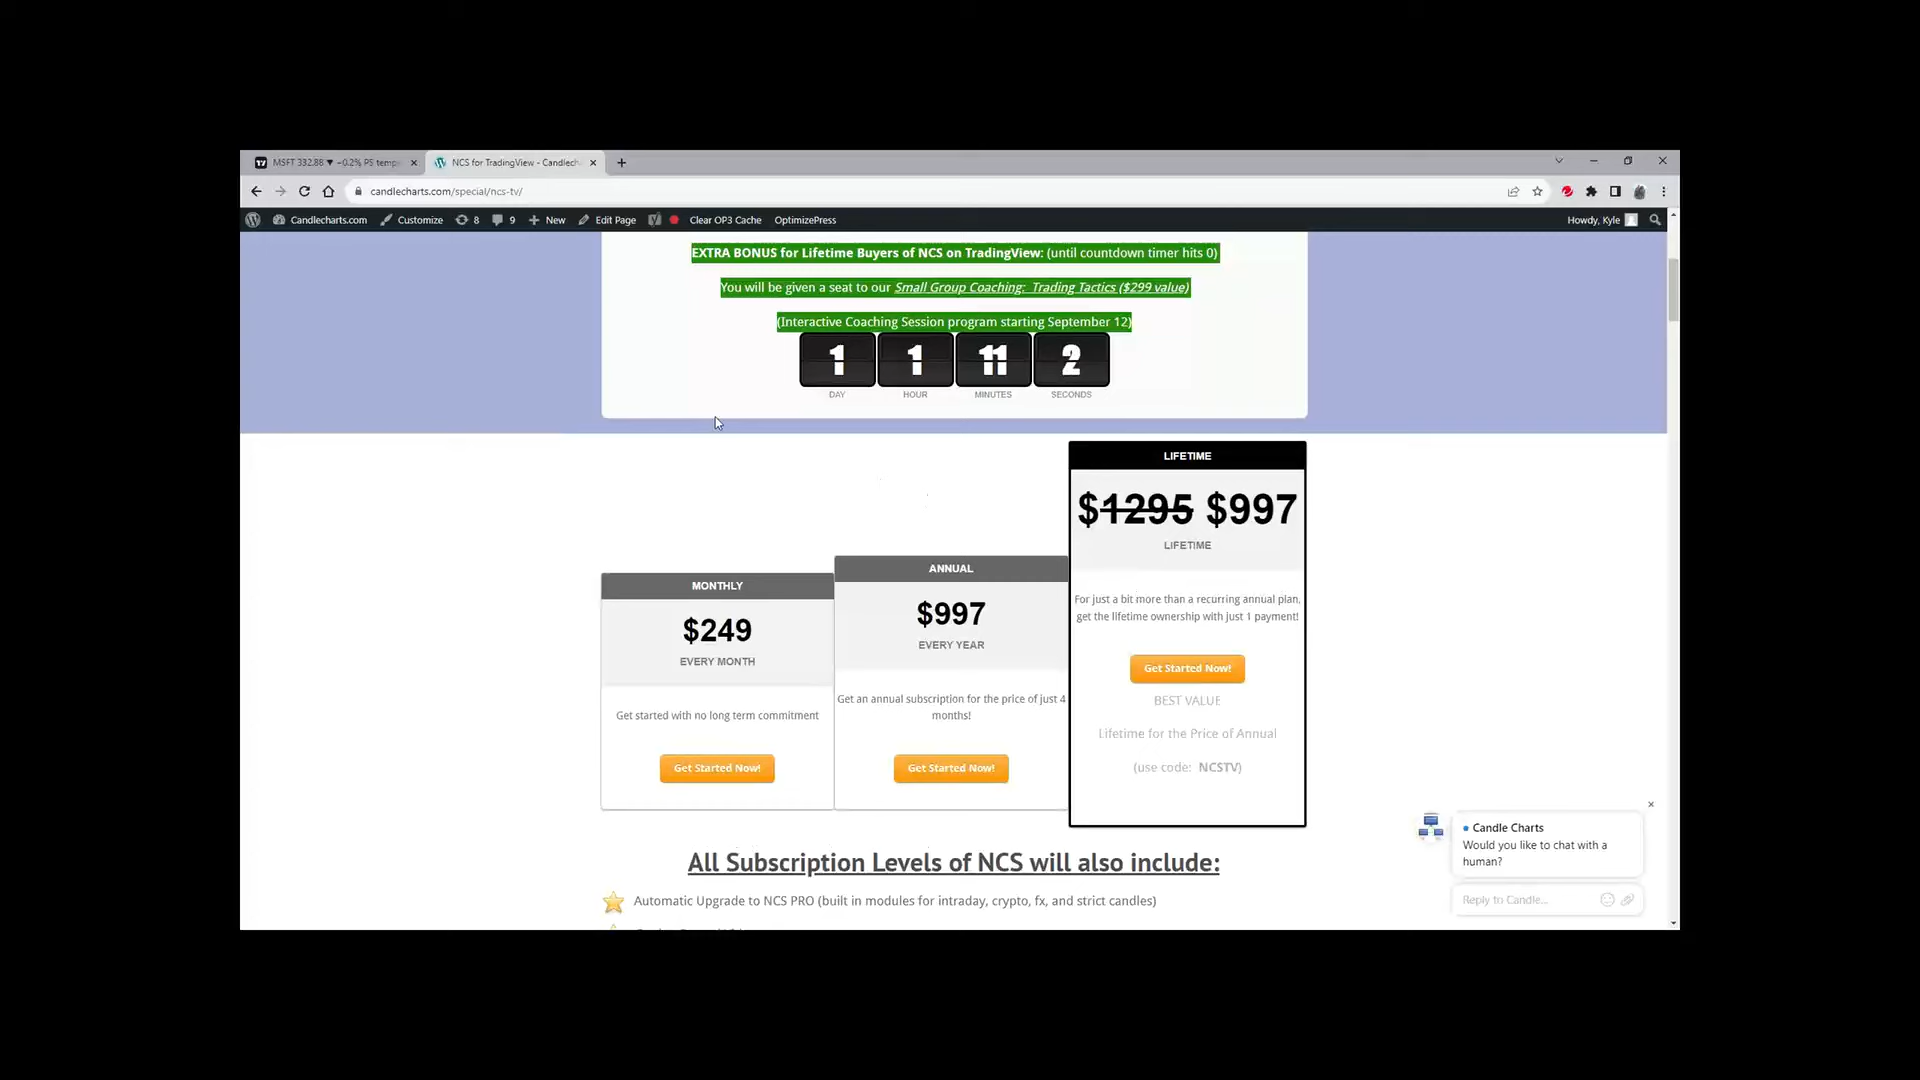 MSFT 332.88 ▼ −0.2% PS temp
NCS for TradingView - Candlech
candlecharts.com/special/ncs-tv/
Candlecharts.com Customize 8 9 New Edit Page Clear OP3 Cache OptimizePress Howdy, Kyle
EXTRA BONUS for Lifetime Buyers of NCS on TradingView: (until countdown timer hits 0)
You will be given a seat to our Small Group Coaching: Trading Tactics ($299 value)
(Interactive Coaching Session program starting September 12)
1 1 11 2
DAY HOUR MINUTES SECONDS
LIFETIME
$1295 $997
LIFETIME
For just a bit more than a recurring annual plan,
get the lifetime ownership with just 1 payment!
Get Started Now!
BEST VALUE
Lifetime for the Price of Annual
(use code: NCSTV)
ANNUAL
$997
EVERY YEAR
Get an annual subscription for the price of just 4
months!
Get Started Now!
MONTHLY
$249
EVERY MONTH
Get started with no long term commitment
Get Started Now!
All Subscription Levels of NCS will also include:
Automatic Upgrade to NCS PRO (built in modules for intraday, crypto, fx, and strict candles)
Candle Charts
Would you like to chat with a
human?
Reply to Candle...